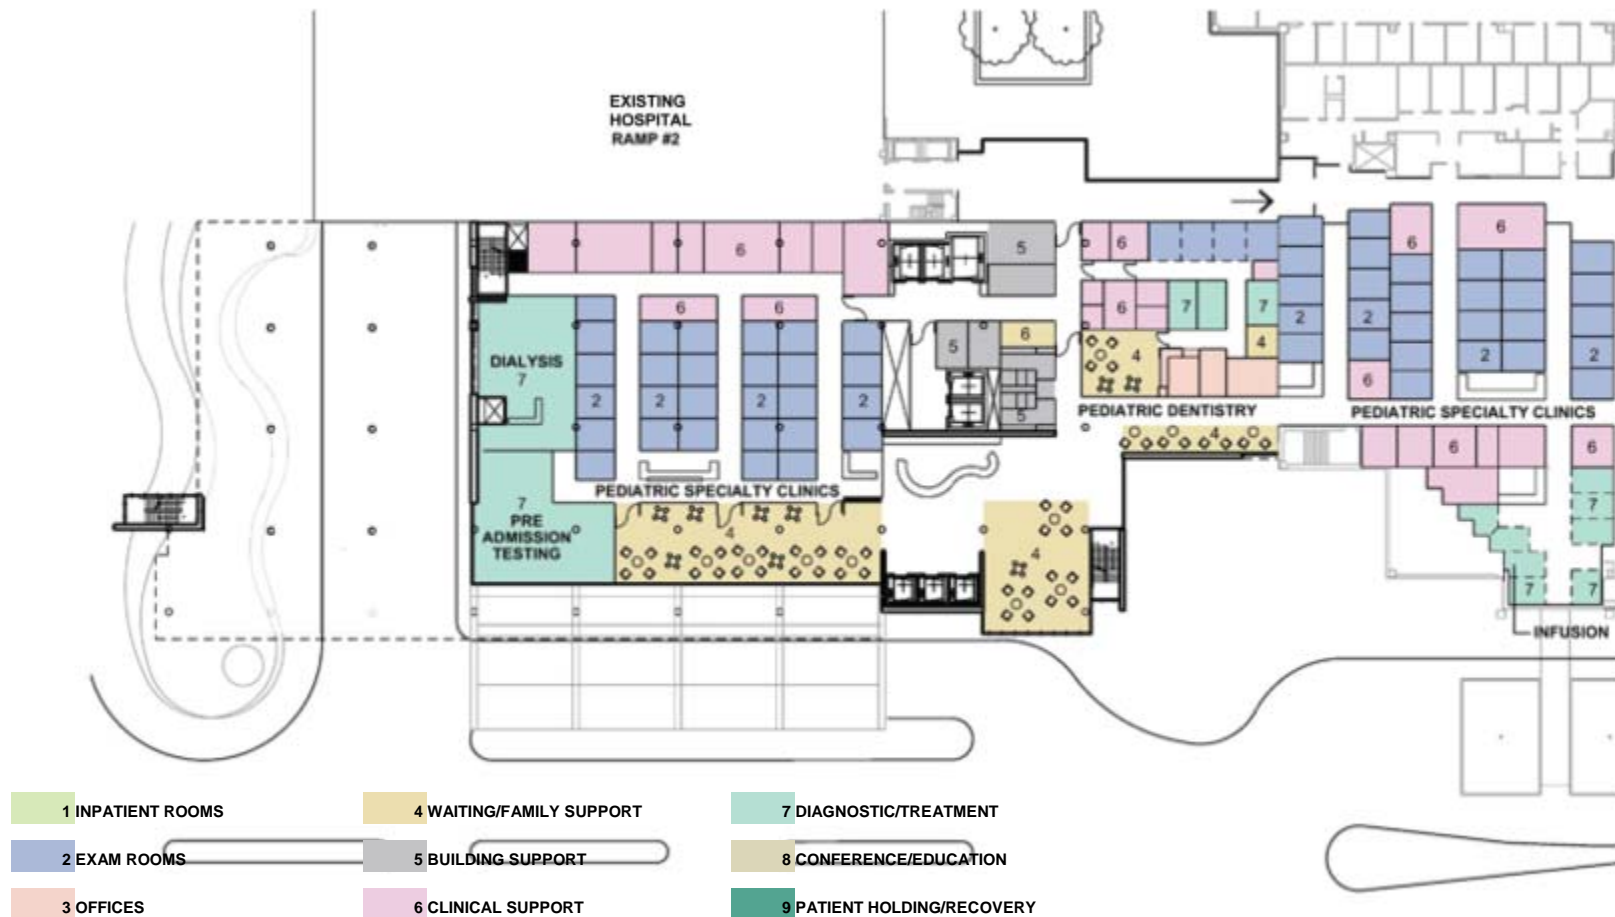 EXISTING
HOSPITAL
RAMP #2
6
5
6
6
6
2
6
7
7
2
2
6
6
6
5
6
4
4
2
2
DIALYSIS
7
2
2
2
2
5
6
PEDIATRIC DENTISTRY
PEDIATRIC SPECIALTY CLINICS
4
6
6
PEDIATRIC SPECIALTY CLINICS
7
PRE
ADMISSION
TESTING
4
4
7
7
7
INFUSION
1 INPATIENT ROOMS
4 WAITING/FAMILY SUPPORT
7 DIAGNOSTIC/TREATMENT
2 EXAM ROOMS
5 BUILDING SUPPORT
8 CONFERENCE/EDUCATION
3 OFFICES
6 CLINICAL SUPPORT
9 PATIENT HOLDING/RECOVERY